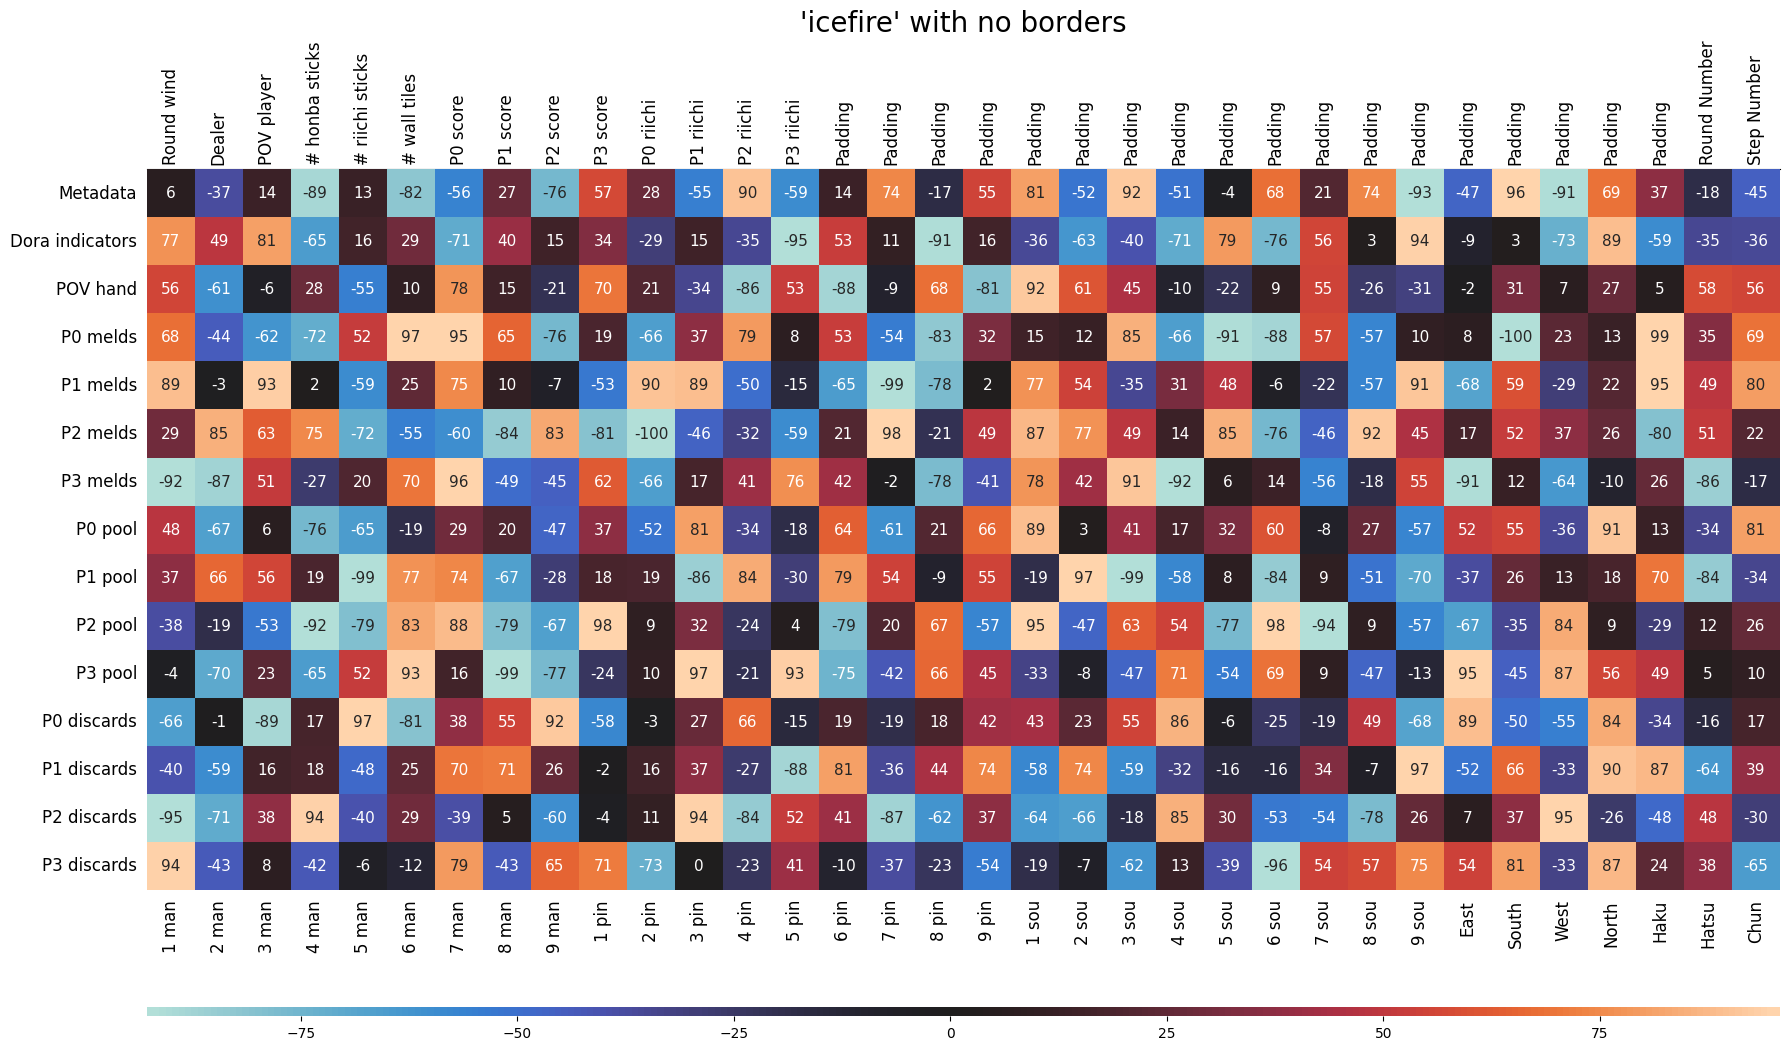 'icefire' with no borders
Round wind Dealer POV player # honba sticks # riichi sticks # wall tiles P0 score P1 score P2 score P3 score P0 riichi P1 riichi P2 riichi P3 riichi Padding Padding Padding Padding Padding Padding Padding Padding Padding Padding Padding Padding Padding Padding Padding Padding Padding Padding Round Number Step Number
Metadata 6 -37 14 -89 13 -82 -56 27 -76 57 28 -55 90 -59 14 74 -17 55 81 -52 92 -51 -4 68 21 74 -93 -47 96 -91 69 37 -18 -45
Dora indicators 77 49 81 -65 16 29 -71 40 15 34 -29 15 -35 -95 53 11 -91 16 -36 -63 -40 -71 79 -76 56 3 94 -9 3 -73 89 -59 -35 -36
POV hand 56 -61 -6 28 -55 10 78 15 -21 70 21 -34 -86 53 -88 -9 68 -81 92 61 45 -10 -22 9 55 -26 -31 -2 31 7 27 5 58 56
P0 melds 68 -44 -62 -72 52 97 95 65 -76 19 -66 37 79 8 53 -54 -83 32 15 12 85 -66 -91 -88 57 -57 10 8 -100 23 13 99 35 69
P1 melds 89 -3 93 2 -59 25 75 10 -7 -53 90 89 -50 -15 -65 -99 -78 2 77 54 -35 31 48 -6 -22 -57 91 -68 59 -29 22 95 49 80
P2 melds 29 85 63 75 -72 -55 -60 -84 83 -81 -100 -46 -32 -59 21 98 -21 49 87 77 49 14 85 -76 -46 92 45 17 52 37 26 -80 51 22
P3 melds -92 -87 51 -27 20 70 96 -49 -45 62 -66 17 41 76 42 -2 -78 -41 78 42 91 -92 6 14 -56 -18 55 -91 12 -64 -10 26 -86 -17
P0 pool 48 -67 6 -76 -65 -19 29 20 -47 37 -52 81 -34 -18 64 -61 21 66 89 3 41 17 32 60 -8 27 -57 52 55 -36 91 13 -34 81
P1 pool 37 66 56 19 -99 77 74 -67 -28 18 19 -86 84 -30 79 54 -9 55 -19 97 -99 -58 8 -84 9 -51 -70 -37 26 13 18 70 -84 -34
P2 pool -38 -19 -53 -92 -79 83 88 -79 -67 98 9 32 -24 4 -79 20 67 -57 95 -47 63 54 -77 98 -94 9 -57 -67 -35 84 9 -29 12 26
P3 pool -4 -70 23 -65 52 93 16 -99 -77 -24 10 97 -21 93 -75 -42 66 45 -33 -8 -47 71 -54 69 9 -47 -13 95 -45 87 56 49 5 10
P0 discards -66 -1 -89 17 97 -81 38 55 92 -58 -3 27 66 -15 19 -19 18 42 43 23 55 86 -6 -25 -19 49 -68 89 -50 -55 84 -34 -16 17
P1 discards -40 -59 16 18 -48 25 70 71 26 -2 16 37 -27 -88 81 -36 44 74 -58 74 -59 -32 -16 -16 34 -7 97 -52 66 -33 90 87 -64 39
P2 discards -95 -71 38 94 -40 29 -39 5 -60 -4 11 94 -84 52 41 -87 -62 37 -64 -66 -18 85 30 -53 -54 -78 26 7 37 95 -26 -48 48 -30
P3 discards 94 -43 8 -42 -6 -12 79 -43 65 71 -73 0 -23 41 -10 -37 -23 -54 -19 -7 -62 13 -39 -96 54 57 75 54 81 -33 87 24 38 -65
1 man 2 man 3 man 4 man 5 man 6 man 7 man 8 man 9 man 1 pin 2 pin 3 pin 4 pin 5 pin 6 pin 7 pin 8 pin 9 pin 1 sou 2 sou 3 sou 4 sou 5 sou 6 sou 7 sou 8 sou 9 sou East South West North Haku Hatsu Chun
−75 −50 −25 0 25 50 75